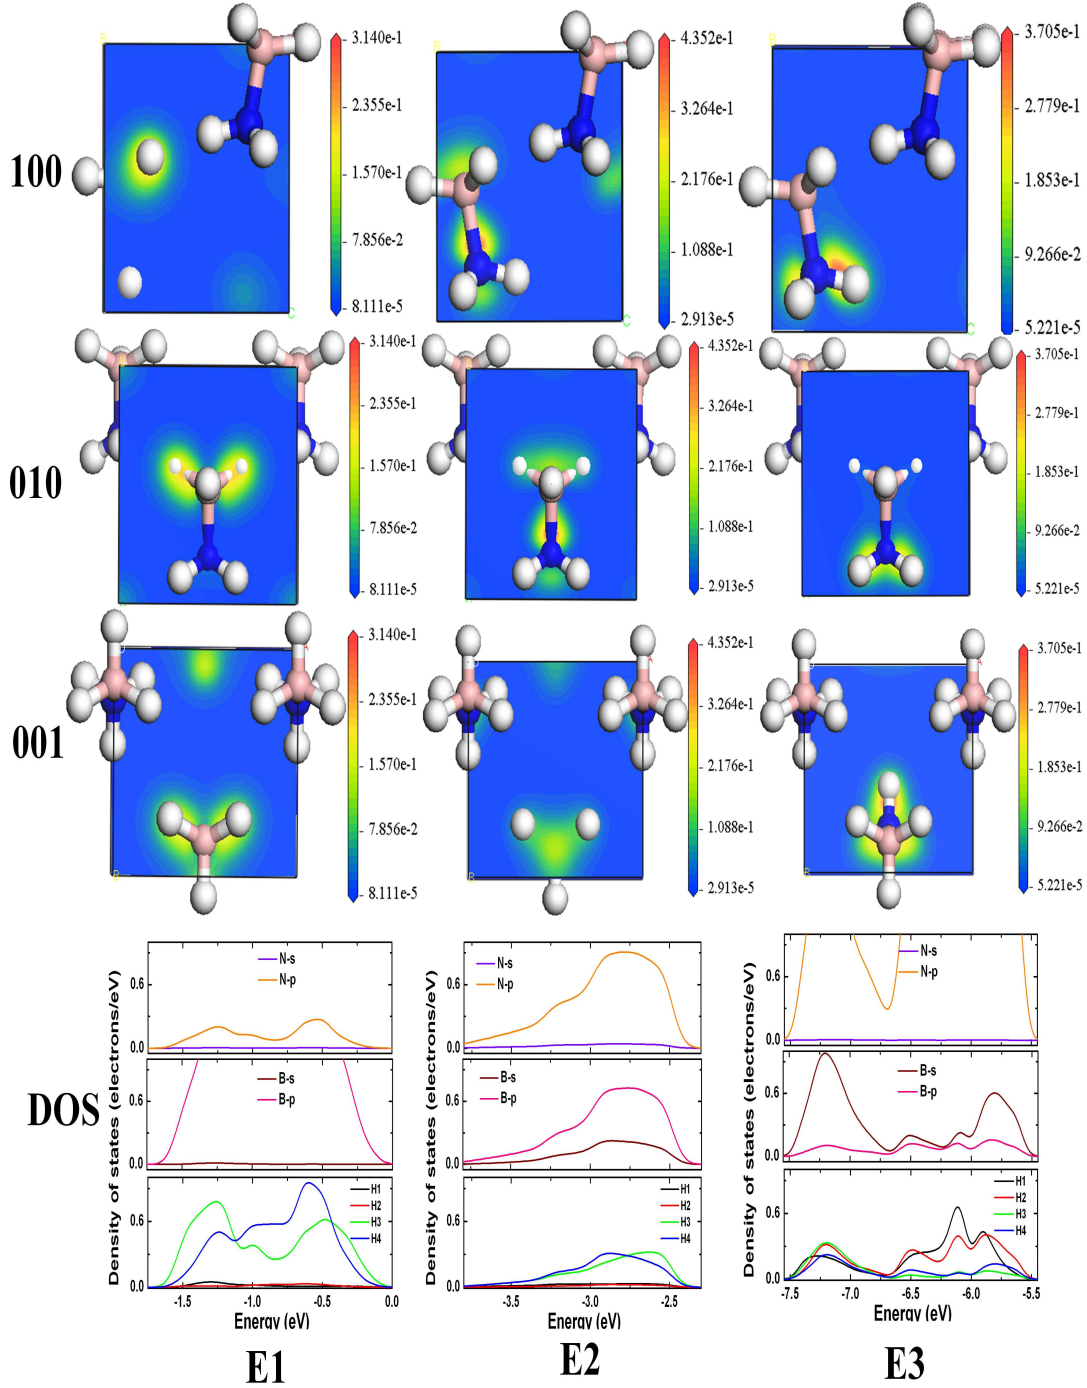 3.140e-1
2.355e-1
1.570e-1
7.856e-2
8.111e-5
4.352e-1
3.264e-1
2.176e-1
1.088e-1
2.913e-5
3.705e-1
2.779e-1
1.853e-1
9.266e-2
5.221e-5
100
C
C
C
3.140e-1
2.355e-1
1.570e-1
7.856e-2
8.111e-5
4.352e-1
3.264e-1
2.176e-1
1.088e-1
2.913e-5
3.705e-1
2.779e-1
1.853e-1
9.266e-2
5.221e-5
010
3.140e-1
2.355e-1
1.570e-1
7.856e-2
8.111e-5
4.352e-1
3.264e-1
2.176e-1
1.088e-1
2.913e-5
3.705e-1
2.779e-1
1.853e-1
9.266e-2
5.221e-5
001
A
A
A
B
B
DOS
Density of states (electrons/eV)
0.6
0.0
N-s
N-p
0.6
0.0
B-s
B-p
0.6
0.0
H1
H2
H3
H4
-1.5 -1.0 -0.5 0.0
Energy (eV)
E1
Density of states (electrons/eV)
0.6
0.0
N-s
N-p
0.6
0.0
B-s
B-p
0.6
0.0
H1
H2
H3
H4
-3.5 -3.0 -2.5
Energy (eV)
E2
Density of states (electrons/eV)
0.6
0.0
N-s
N-p
0.6
0.0
B-s
B-p
0.6
0.0
H1
H2
H3
H4
-7.5 -7.0 -6.5 -6.0 -5.5
Energy (eV)
E3